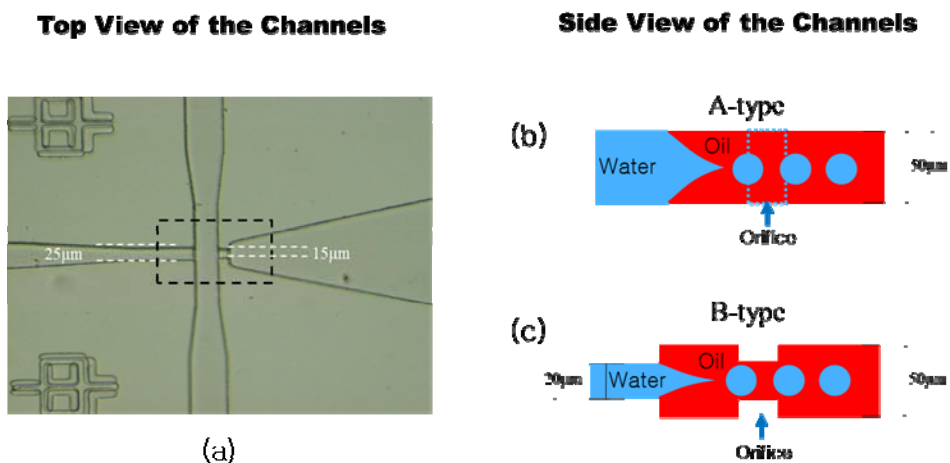 Top View of the Channels
Side View of the Channels
25μm
15μm
(a)
A-type
(b)
Oil
Water
50μm
Orifice
B-type
(c)
Oil
20μm
Water
50μm
Orifice